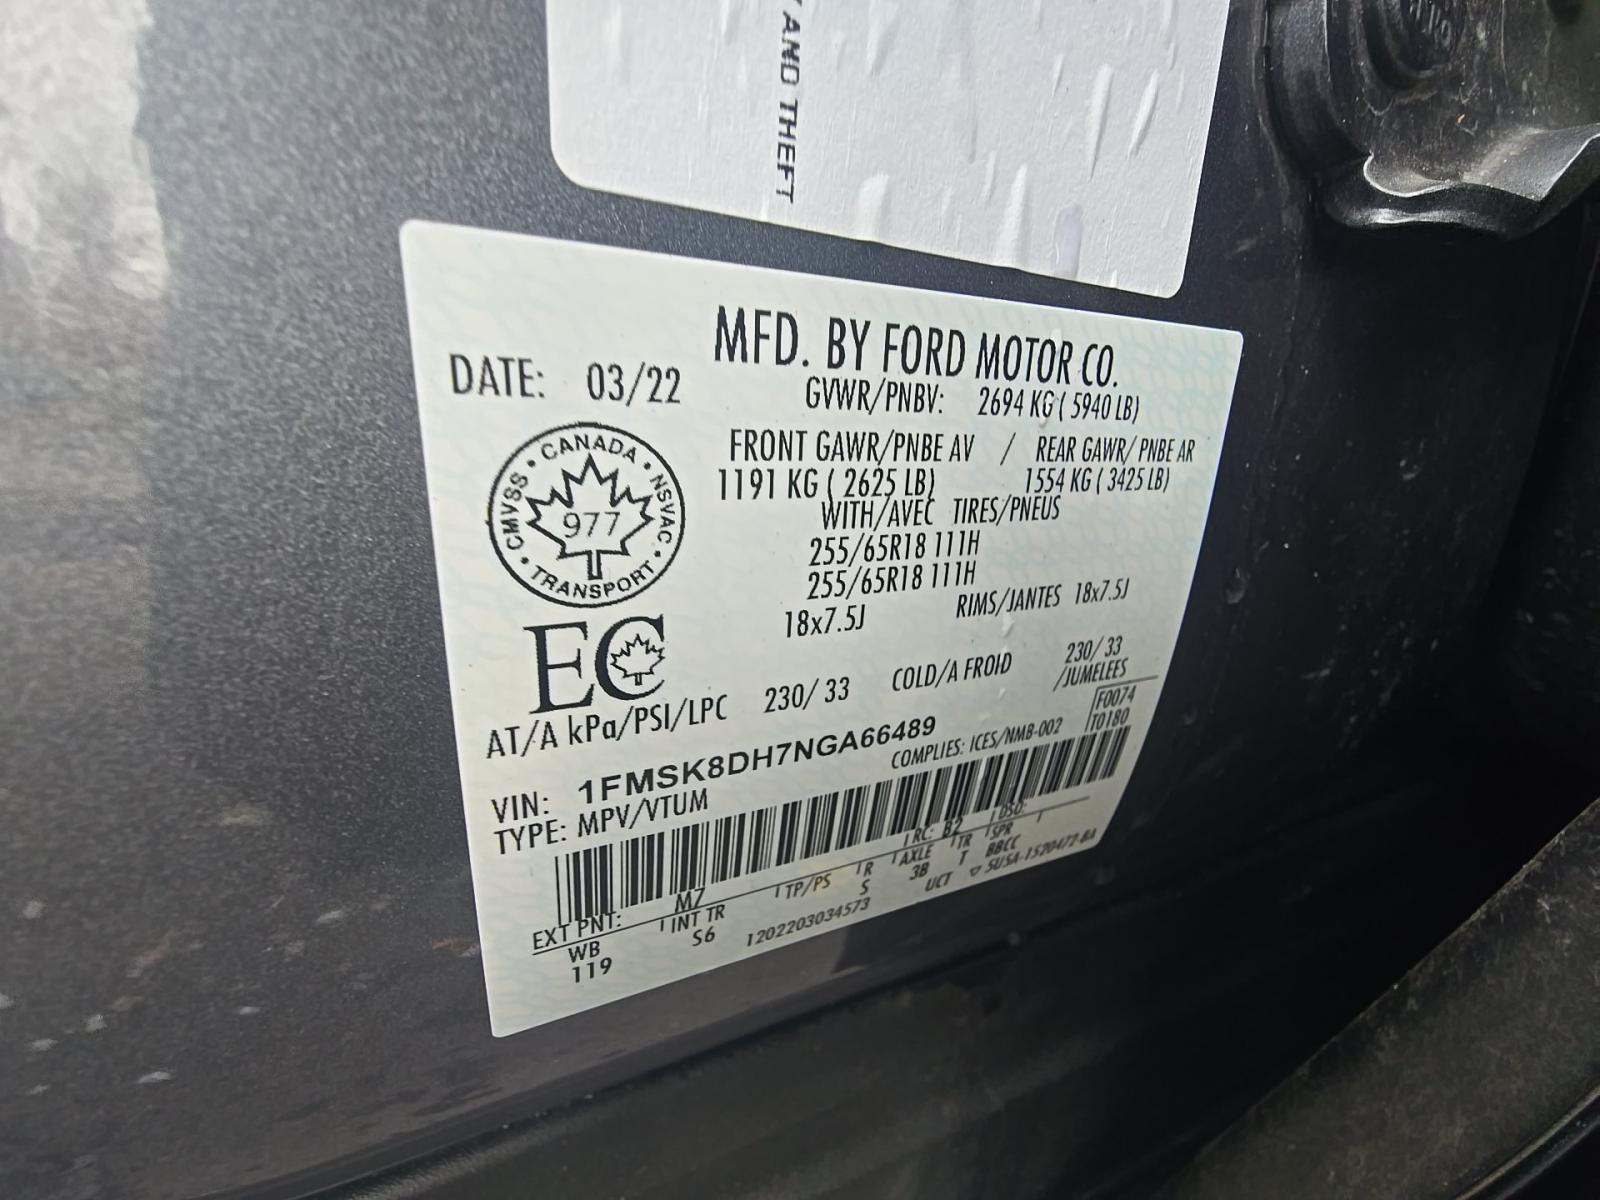 Y AND THEFT
MFD. BY FORD MOTOR CO.
DATE: 03/22
GVWR/PNBV: 2694 KG ( 5940 LB)
FRONT GAWR/PNBE AV / REAR GAWR/ PNBE AR
1191 KG ( 2625 LB) 1554 KG ( 3425 LB)
WITH/AVEC TIRES/PNEUS
255/65R18 111H
255/65R18 111H
18x7.5J RIMS/JANTES 18x7.5J
CANADA • NSVAC • TRANSPORT • CMVSS •
977
EC
AT/A kPa/PSI/LPC 230/ 33 COLD/A FROID 230/ 33
/JUMELEES
F0074
T0180
VIN: 1FMSK8DH7NGA66489
COMPLIES: ICES/NMB-002
TYPE: MPV/VTUM
EXT PNT: M7 RC: B2 DSO:
WB INT TR TP/PS R AXLE TR SPR
119 S6 S 3B T BBCC
1202203034573 UCT ▽ 5U5A-1520472-BA